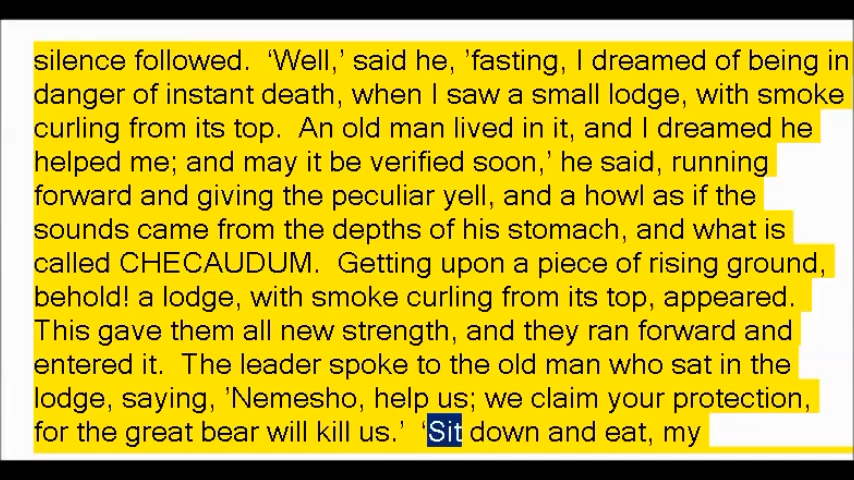 silence followed.  ‘Well,’ said he, ’fasting, I dreamed of being in
danger of instant death, when I saw a small lodge, with smoke
curling from its top.  An old man lived in it, and I dreamed he
helped me; and may it be verified soon,’ he said, running
forward and giving the peculiar yell, and a howl as if the
sounds came from the depths of his stomach, and what is
called CHECAUDUM.  Getting upon a piece of rising ground,
behold! a lodge, with smoke curling from its top, appeared.
This gave them all new strength, and they ran forward and
entered it.  The leader spoke to the old man who sat in the
lodge, saying, ’Nemesho, help us; we claim your protection,
for the great bear will kill us.’  ‘Sit down and eat, my